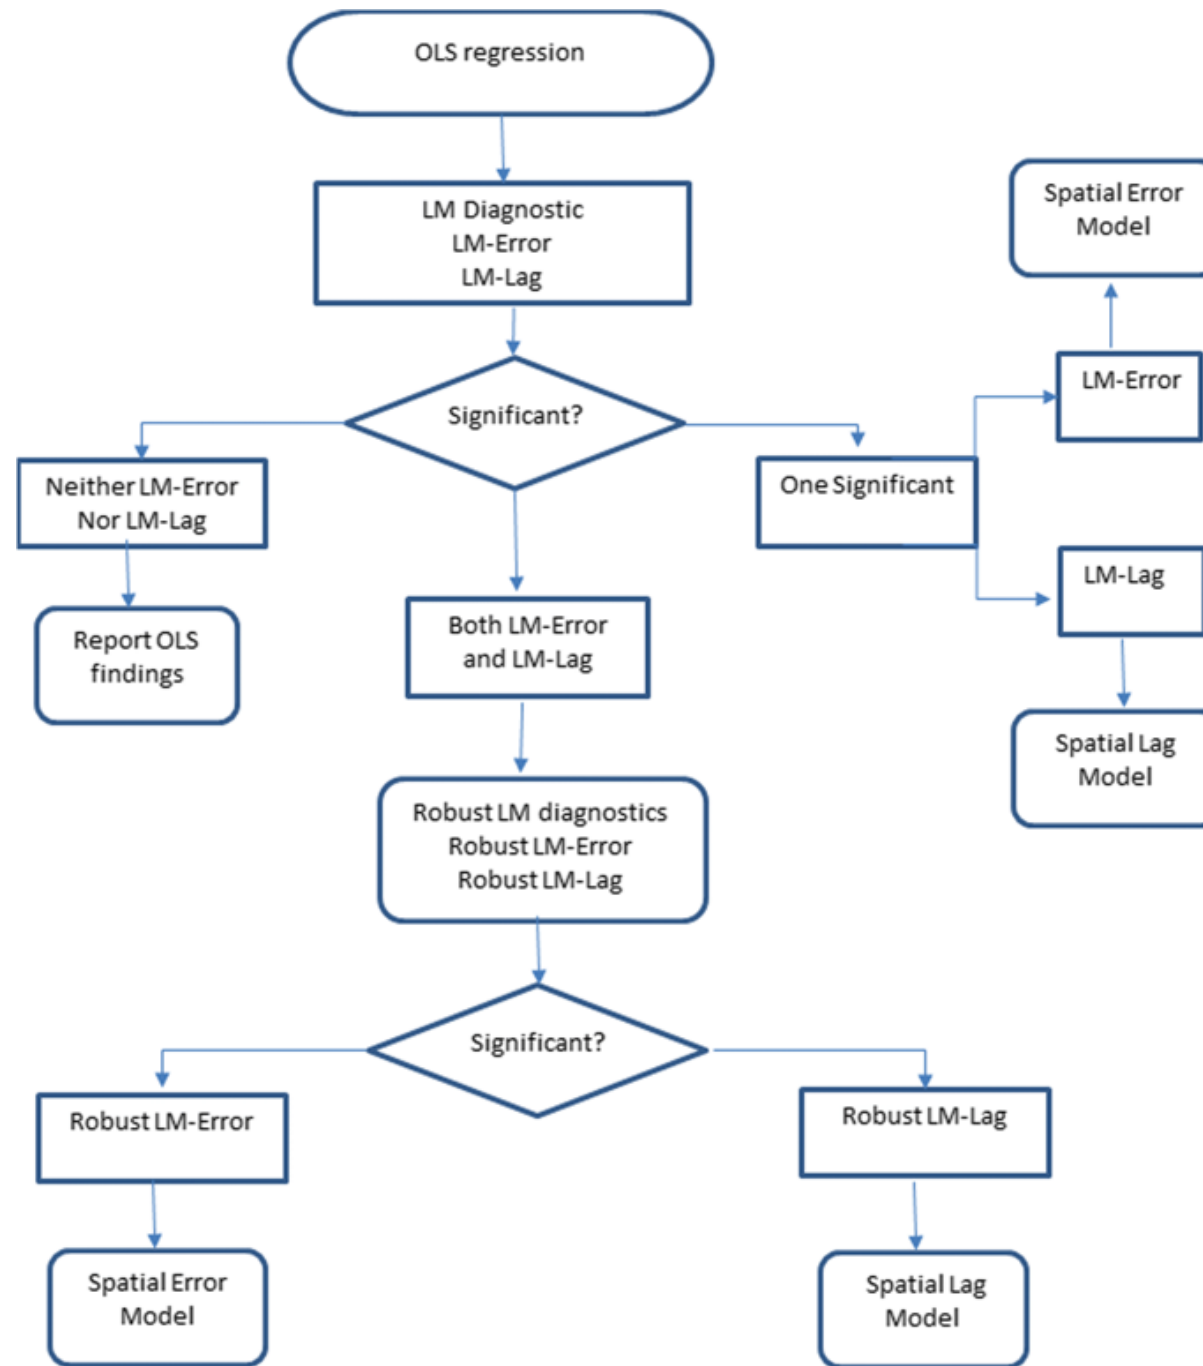 OLS regression
LM Diagnostic
LM-Error
LM-Lag
Spatial Error
Model
LM-Error
Significant?
Neither LM-Error
Nor LM-Lag
One Significant
LM-Lag
Report OLS
findings
Both LM-Error
and LM-Lag
Spatial Lag
Model
Robust LM diagnostics
Robust LM-Error
Robust LM-Lag
Significant?
Robust LM-Error
Robust LM-Lag
Spatial Error
Model
Spatial Lag
Model